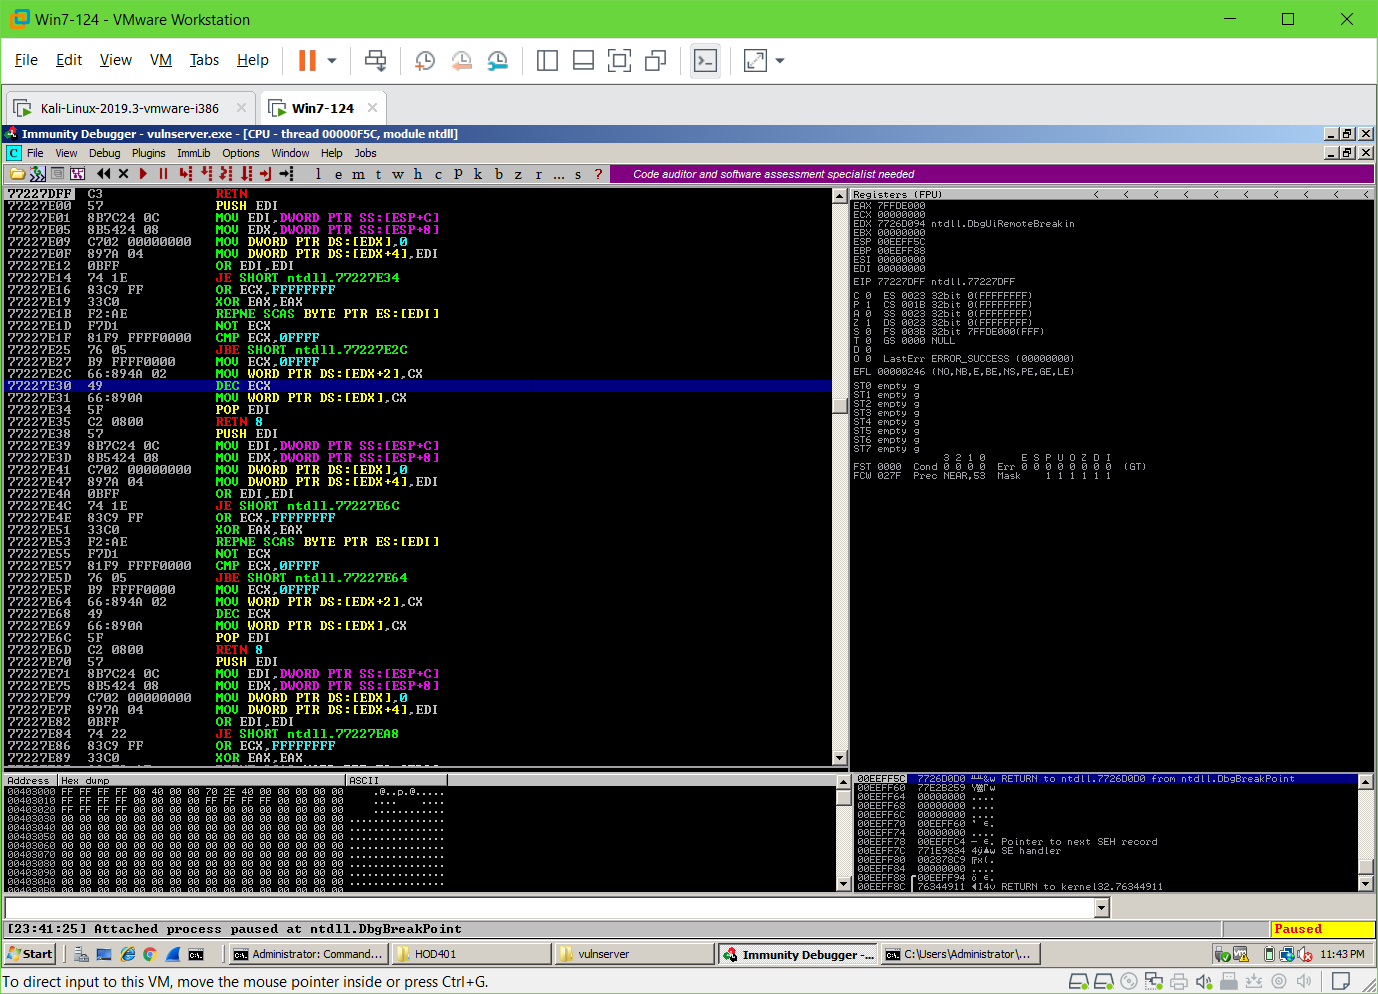 Win7-124 - VMware Workstation
File Edit View VM Tabs Help
Kali-Linux-2019.3-vmware-i386 Win7-124
Immunity Debugger - vulnserver.exe - [CPU - thread 00000F5C, module ntdll]
C File View Debug Plugins ImmLib Options Window Help Jobs
l e m t w h c p k b z r ... s ? Code auditor and software assessment specialist needed
77227DFF C3 RETN
77227E00 57 PUSH EDI
77227E01 8B7C24 0C MOV EDI,DWORD PTR SS:[ESP+C]
77227E05 8B5424 08 MOV EDX,DWORD PTR SS:[ESP+8]
77227E09 C702 00000000 MOV DWORD PTR DS:[EDX],0
77227E0F 897A 04 MOV DWORD PTR DS:[EDX+4],EDI
77227E12 0BFF OR EDI,EDI
77227E14 74 1E JE SHORT ntdll.77227E34
77227E16 83C9 FF OR ECX,FFFFFFFF
77227E19 33C0 XOR EAX,EAX
77227E1B F2:AE REPNE SCAS BYTE PTR ES:[EDI]
77227E1D F7D1 NOT ECX
77227E1F 81F9 FFFF0000 CMP ECX,0FFFF
77227E25 76 05 JBE SHORT ntdll.77227E2C
77227E27 B9 FFFF0000 MOV ECX,0FFFF
77227E2C 66:894A 02 MOV WORD PTR DS:[EDX+2],CX
77227E30 49 DEC ECX
77227E31 66:890A MOV WORD PTR DS:[EDX],CX
77227E34 5F POP EDI
77227E35 C2 0800 RETN 8
77227E38 57 PUSH EDI
77227E39 8B7C24 0C MOV EDI,DWORD PTR SS:[ESP+C]
77227E3D 8B5424 08 MOV EDX,DWORD PTR SS:[ESP+8]
77227E41 C702 00000000 MOV DWORD PTR DS:[EDX],0
77227E47 897A 04 MOV DWORD PTR DS:[EDX+4],EDI
77227E4A 0BFF OR EDI,EDI
77227E4C 74 1E JE SHORT ntdll.77227E6C
77227E4E 83C9 FF OR ECX,FFFFFFFF
77227E51 33C0 XOR EAX,EAX
77227E53 F2:AE REPNE SCAS BYTE PTR ES:[EDI]
77227E55 F7D1 NOT ECX
77227E57 81F9 FFFF0000 CMP ECX,0FFFF
77227E5D 76 05 JBE SHORT ntdll.77227E64
77227E5F B9 FFFF0000 MOV ECX,0FFFF
77227E64 66:894A 02 MOV WORD PTR DS:[EDX+2],CX
77227E68 49 DEC ECX
77227E69 66:890A MOV WORD PTR DS:[EDX],CX
77227E6C 5F POP EDI
77227E6D C2 0800 RETN 8
77227E70 57 PUSH EDI
77227E71 8B7C24 0C MOV EDI,DWORD PTR SS:[ESP+C]
77227E75 8B5424 08 MOV EDX,DWORD PTR SS:[ESP+8]
77227E79 C702 00000000 MOV DWORD PTR DS:[EDX],0
77227E7F 897A 04 MOV DWORD PTR DS:[EDX+4],EDI
77227E82 0BFF OR EDI,EDI
77227E84 74 22 JE SHORT ntdll.77227EA8
77227E86 83C9 FF OR ECX,FFFFFFFF
77227E89 33C0 XOR EAX,EAX
Registers (FPU) < < < < < < < < < <
EAX 7FFDE000
ECX 00000000
EDX 7726D094 ntdll.DbgUiRemoteBreakin
EBX 00000000
ESP 00EEFF5C
EBP 00EEFF88
ESI 00000000
EDI 00000000
EIP 77227DFF ntdll.77227DFF
C 0 ES 0023 32bit 0(FFFFFFFF)
P 1 CS 001B 32bit 0(FFFFFFFF)
A 0 SS 0023 32bit 0(FFFFFFFF)
Z 1 DS 0023 32bit 0(FFFFFFFF)
S 0 FS 003B 32bit 7FFDE000(FFF)
T 0 GS 0000 NULL
D 0
O 0 LastErr ERROR_SUCCESS (00000000)
EFL 00000246 (NO,NB,E,BE,NS,PE,GE,LE)
ST0 empty g
ST1 empty g
ST2 empty g
ST3 empty g
ST4 empty g
ST5 empty g
ST6 empty g
ST7 empty g
3 2 1 0 E S P U O Z D I
FST 0000 Cond 0 0 0 0 Err 0 0 0 0 0 0 0 0 (GT)
FCW 027F Prec NEAR,53 Mask 1 1 1 1 1 1
Address Hex dump ASCII
00403000 FF FF FF FF 00 40 00 00 70 2E 40 00 00 00 00 00 .@..p.@.....
00403010 FF FF FF FF 00 00 00 00 FF FF FF FF 00 00 00 00 .... ....
00403020 FF FF FF FF 00 00 00 00 00 00 00 00 00 00 00 00 ............
00403030 00 00 00 00 00 00 00 00 00 00 00 00 00 00 00 00 ................
00403040 00 00 00 00 00 00 00 00 00 00 00 00 00 00 00 00 ................
00403050 00 00 00 00 00 00 00 00 00 00 00 00 00 00 00 00 ................
00403060 00 00 00 00 00 00 00 00 00 00 00 00 00 00 00 00 ................
00403070 00 00 00 00 00 00 00 00 00 00 00 00 00 00 00 00 ................
00403080 00 00 00 00 00 00 00 00 00 00 00 00 00 00 00 00 ................
00403090 00 00 00 00 00 00 00 00 00 00 00 00 00 00 00 00 ................
004030A0 00 00 00 00 00 00 00 00 00 00 00 00 00 00 00 00 ................
00EEFF5C 7726D0D0 RETURN to ntdll.7726D0D0 from ntdll.DbgBreakPoint
00EEFF60 77E2B259
00EEFF64 00000000 ....
00EEFF68 00000000 ....
00EEFF6C 00000000 ....
00EEFF70 00EEFF60
00EEFF74 00000000 ....
00EEFF78 00EEFFC4 Pointer to next SEH record
00EEFF7C 771E9834 SE handler
00EEFF80 002878C9
00EEFF84 00000000 ....
00EEFF88 00EEFF94
00EEFF8C 76344911 RETURN to kernel32.76344911
[23:41:25] Attached process paused at ntdll.DbgBreakPoint Paused
Start Administrator: Command... HOD401 vulnserver Immunity Debugger -... C:\Users\Administrator\... 11:43 PM
To direct input to this VM, move the mouse pointer inside or press Ctrl+G.